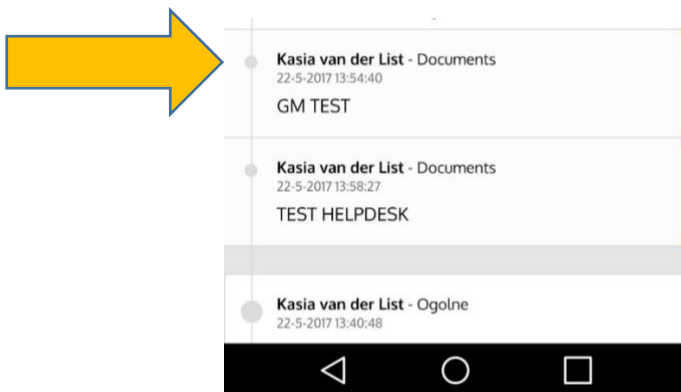 Kasia van der List - Documents
22-5-2017 13:54:40
GM TEST
Kasia van der List - Documents
22-5-2017 13:58:27
TEST HELPDESK
Kasia van der List - Ogolne
22-5-2017 13:40:48